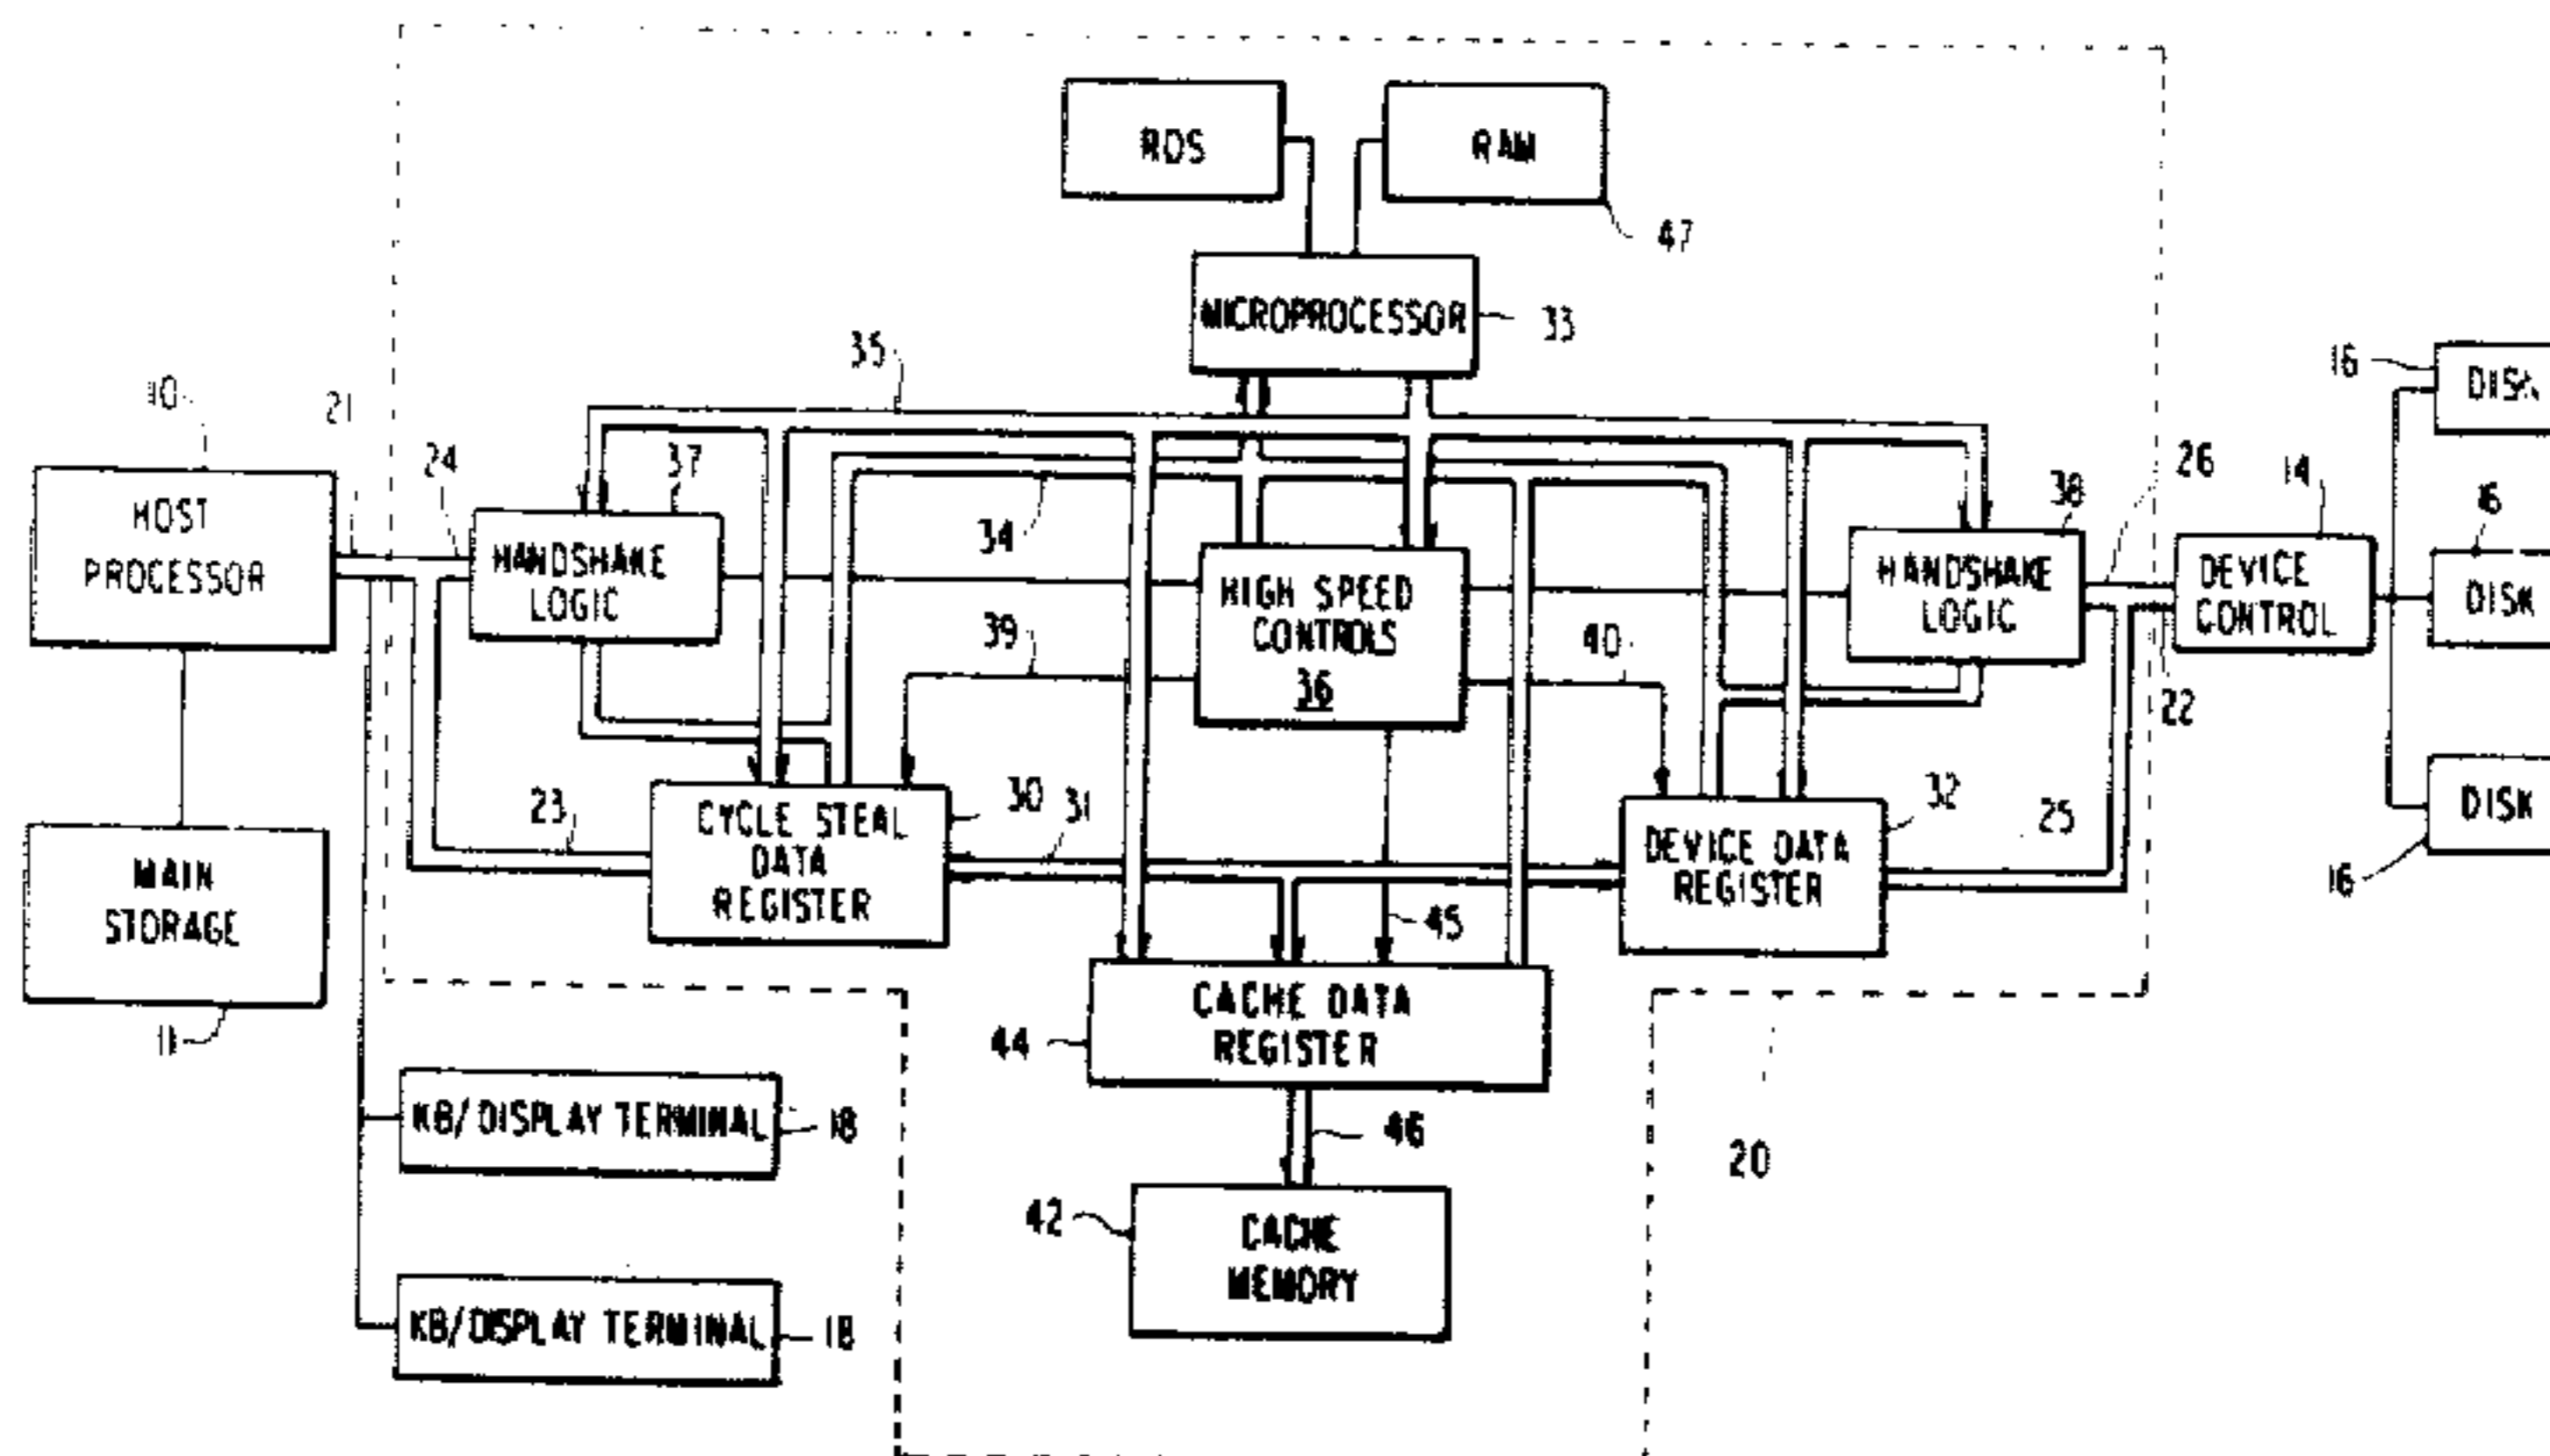 ROS
RAM
47
MICROPROCESSOR
33
35
16
DISK
10
21
24
37
26
14
38
16
HOST
PROCESSOR
34
HANDSHAKE
LOGIC
HIGH SPEED
CONTROLS
36
HANDSHAKE
LOGIC
DEVICE
CONTROL
DISK
39
40
22
23
30
31
32
25
DISK
CYCLE STEAL
DATA
REGISTER
DEVICE DATA
REGISTER
MAIN
STORAGE
45
16
11
44
CACHE DATA
REGISTER
KB/DISPLAY TERMINAL
18
46
20
42
CACHE
MEMORY
KB/DISPLAY TERMINAL
18